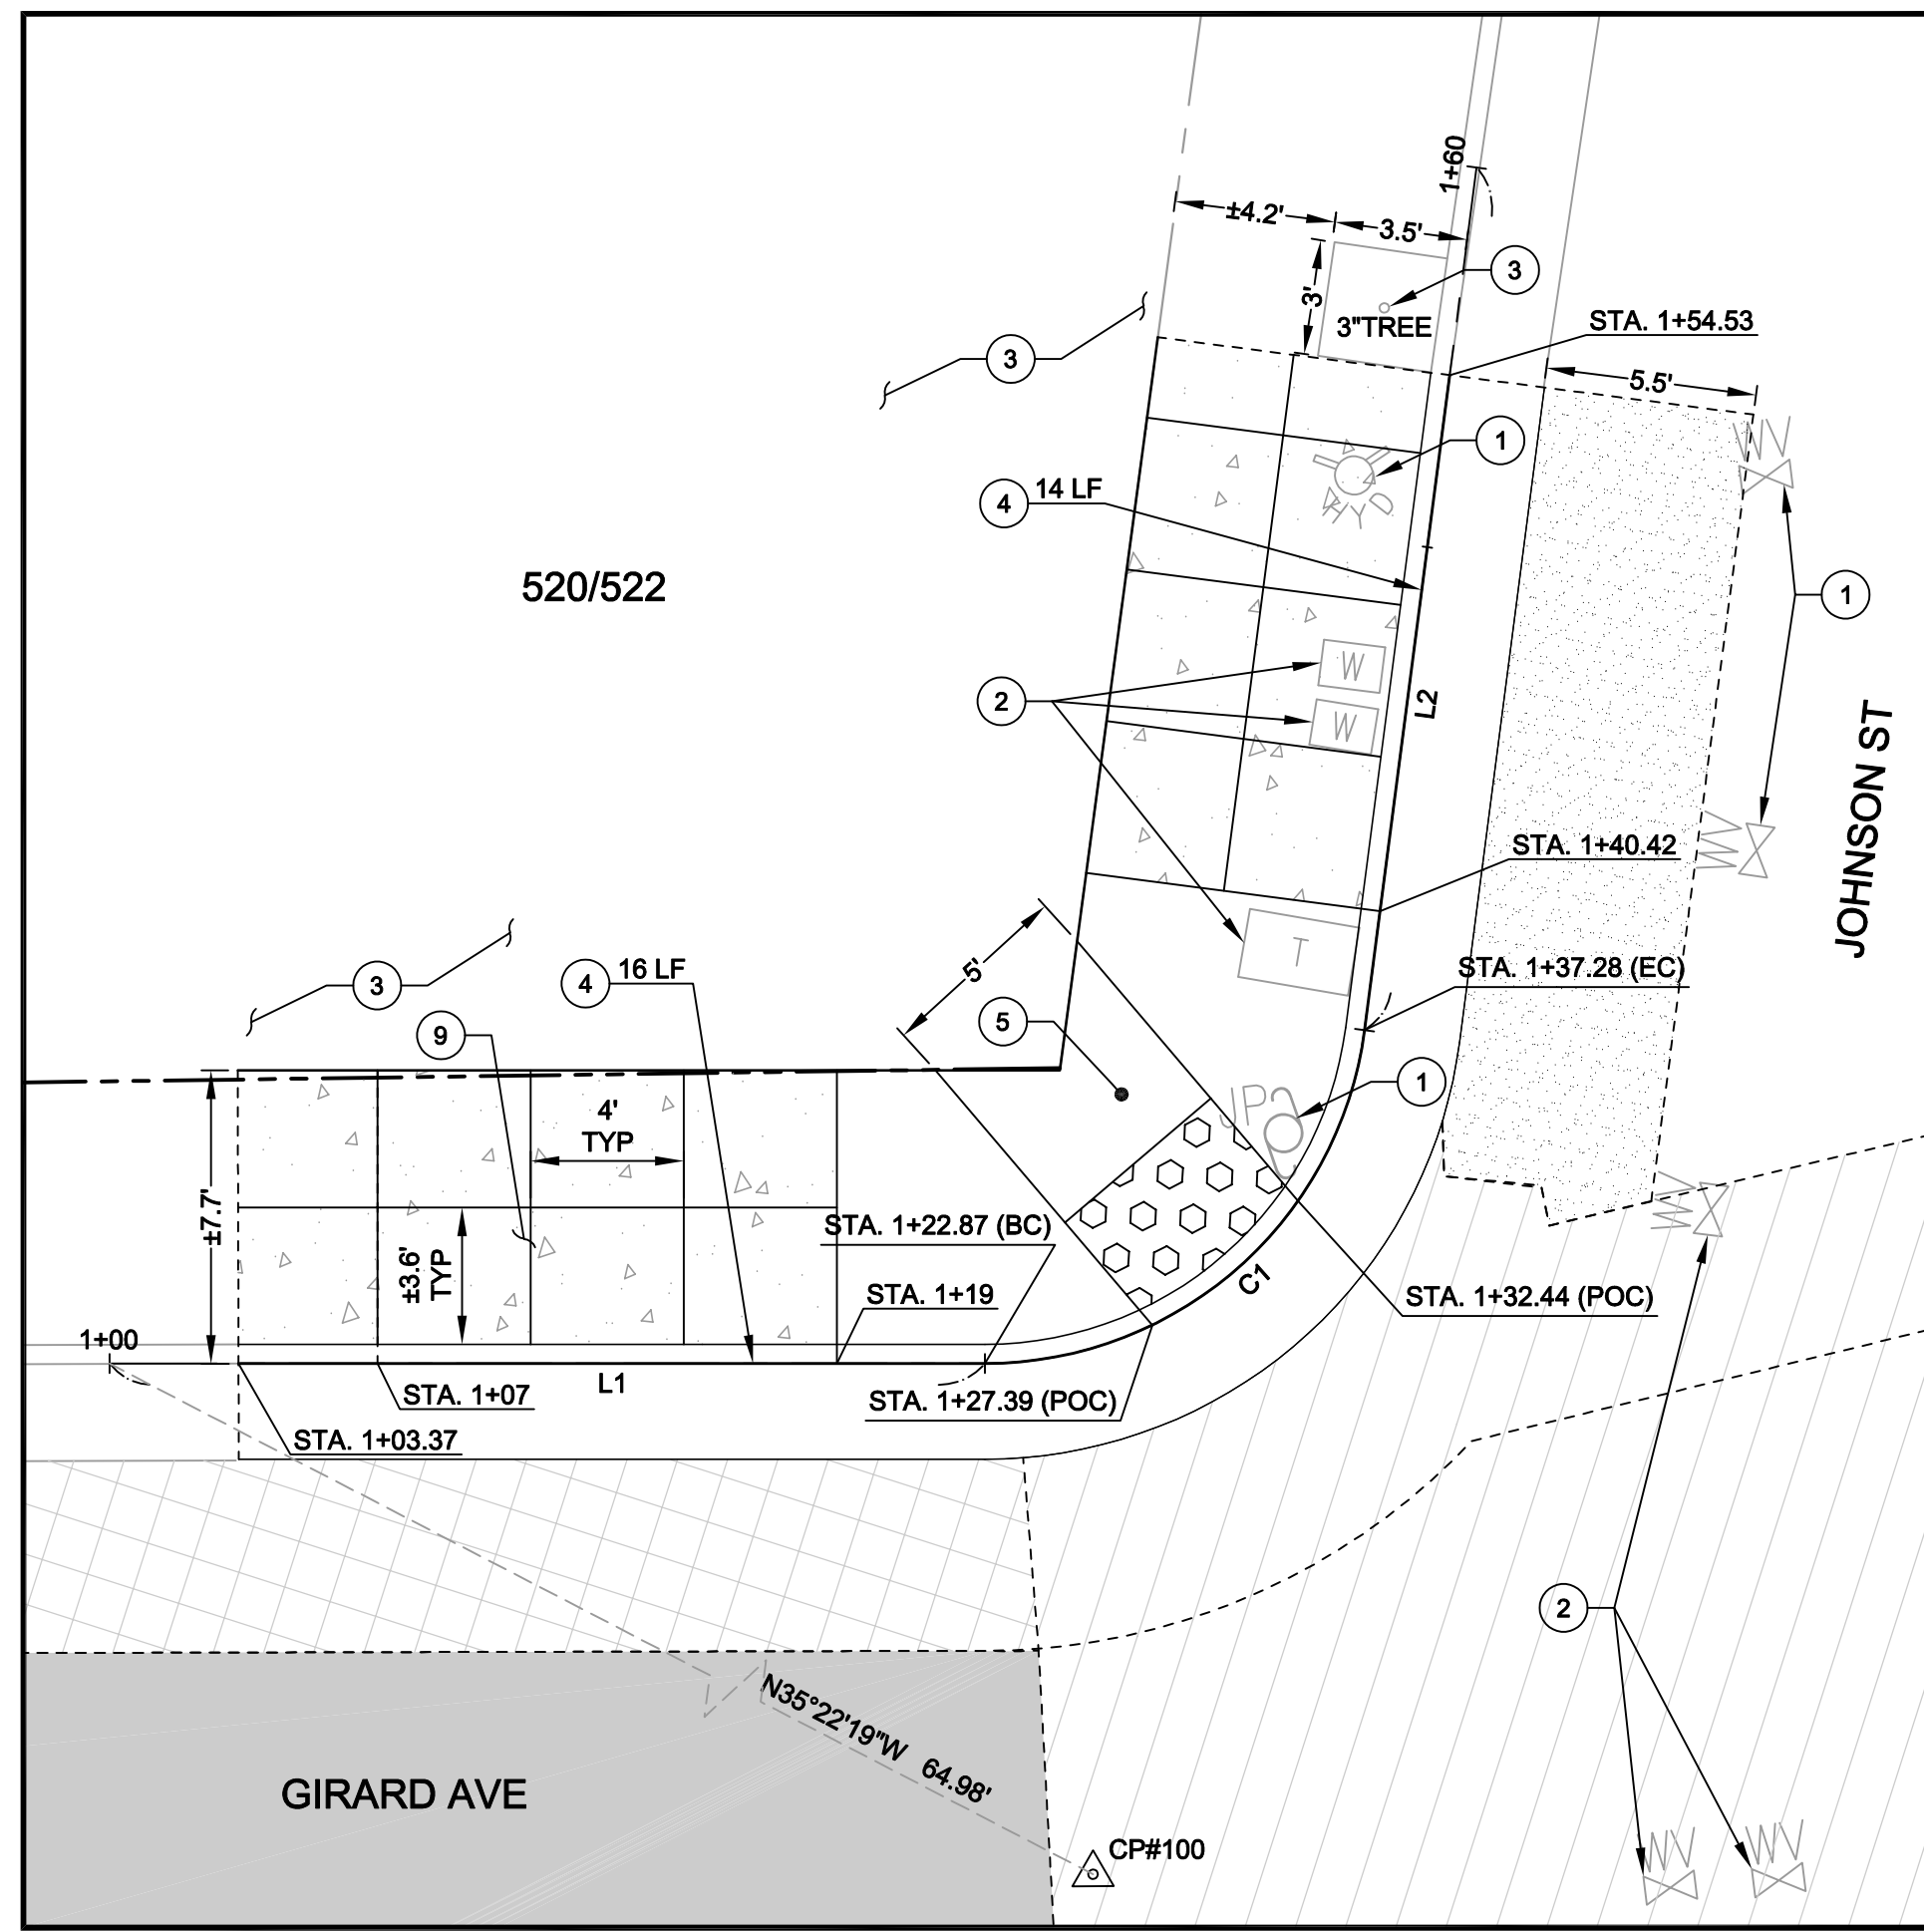 1+60
±4.2'
3.5'
3
3'
3"TREE
STA. 1+54.53
3
5.5'
WV
1
HYD
4
14 LF
520/522
1
W
2
W
L2
JOHNSON ST
WV
STA. 1+40.42
T
5'
STA. 1+37.28 (EC)
3
4
16 LF
9
5
JPO
1
4'
TYP
±7.7'
±3.6'
TYP
STA. 1+22.87 (BC)
WV
C1
STA. 1+19
STA. 1+32.44 (POC)
1+00
L1
STA. 1+07
STA. 1+27.39 (POC)
STA. 1+03.37
2
N35°22'19"W 64.98'
GIRARD AVE
CP#100
WV
WV